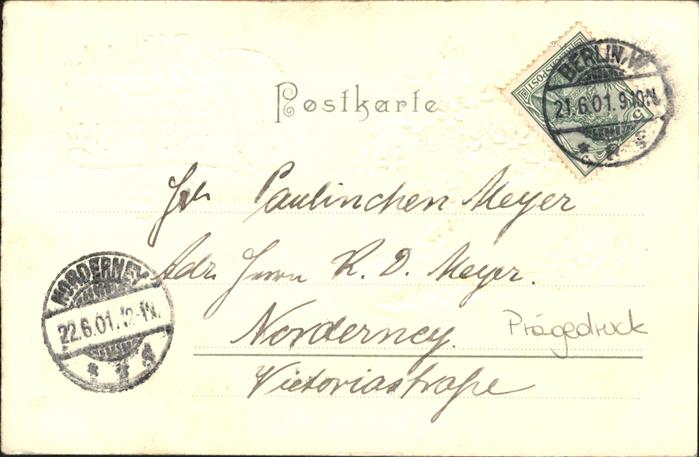 Postkarte
BERLIN, W.
21.6.01. 9-10N.
Frl. Paulinchen Meyer
Adr. Herrn K. D. Meyer.
Norderney.
Victoriastraße
Prägedruck
NORDERNEY
22.6.01. 12-1N.